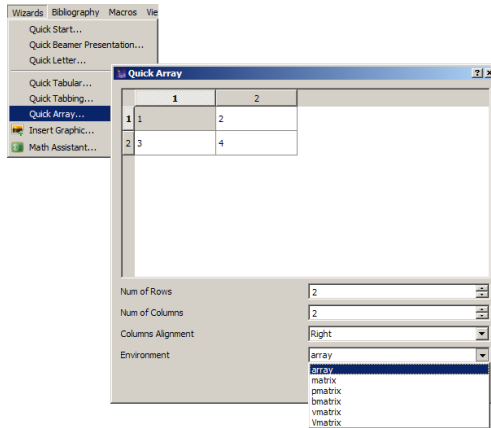 Wizards Bibliography Macros Vie
Quick Start...
Quick Beamer Presentation...
Quick Letter...
Quick Tabular...
Quick Tabbing...
Quick Array...
Insert Graphic...
Math Assistant...
Quick Array
1 2
1 1 2
2 3 4
Num of Rows 2
Num of Columns 2
Columns Alignment Right
Environment array
array
matrix
pmatrix
bmatrix
vmatrix
Vmatrix